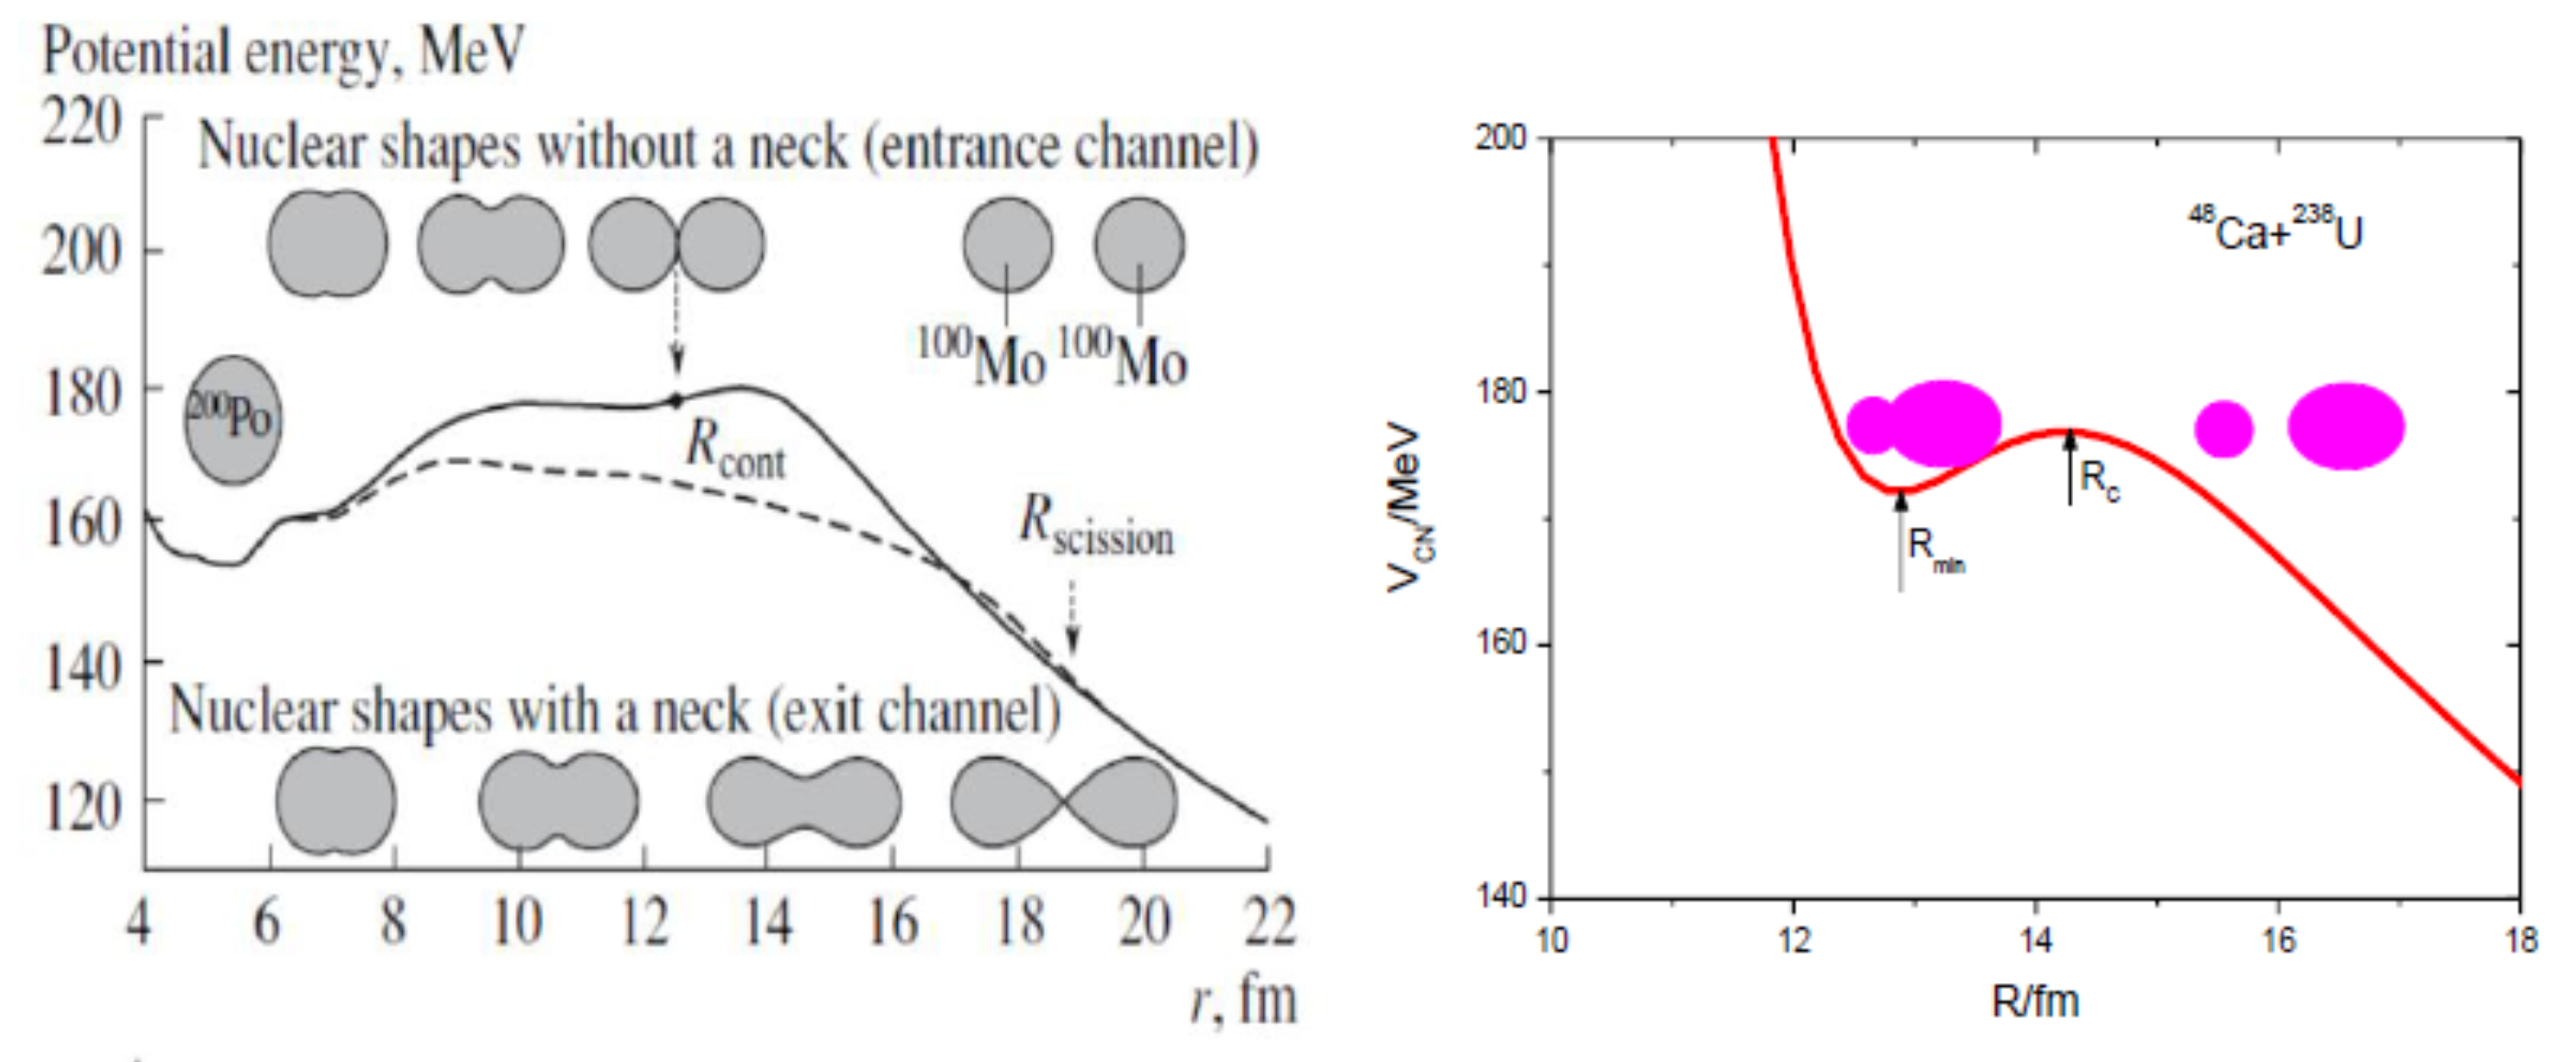 Potential energy, MeV
220
Nuclear shapes without a neck (entrance channel)
200
100Mo 100Mo
180
200Po
Rcont
160
Rscission
140
Nuclear shapes with a neck (exit channel)
120
4 6 8 10 12 14 16 18 20 22
r, fm
200
48Ca+238U
180
VCN/MeV
Rc
Rmin
160
140
10 12 14 16 18
R/fm